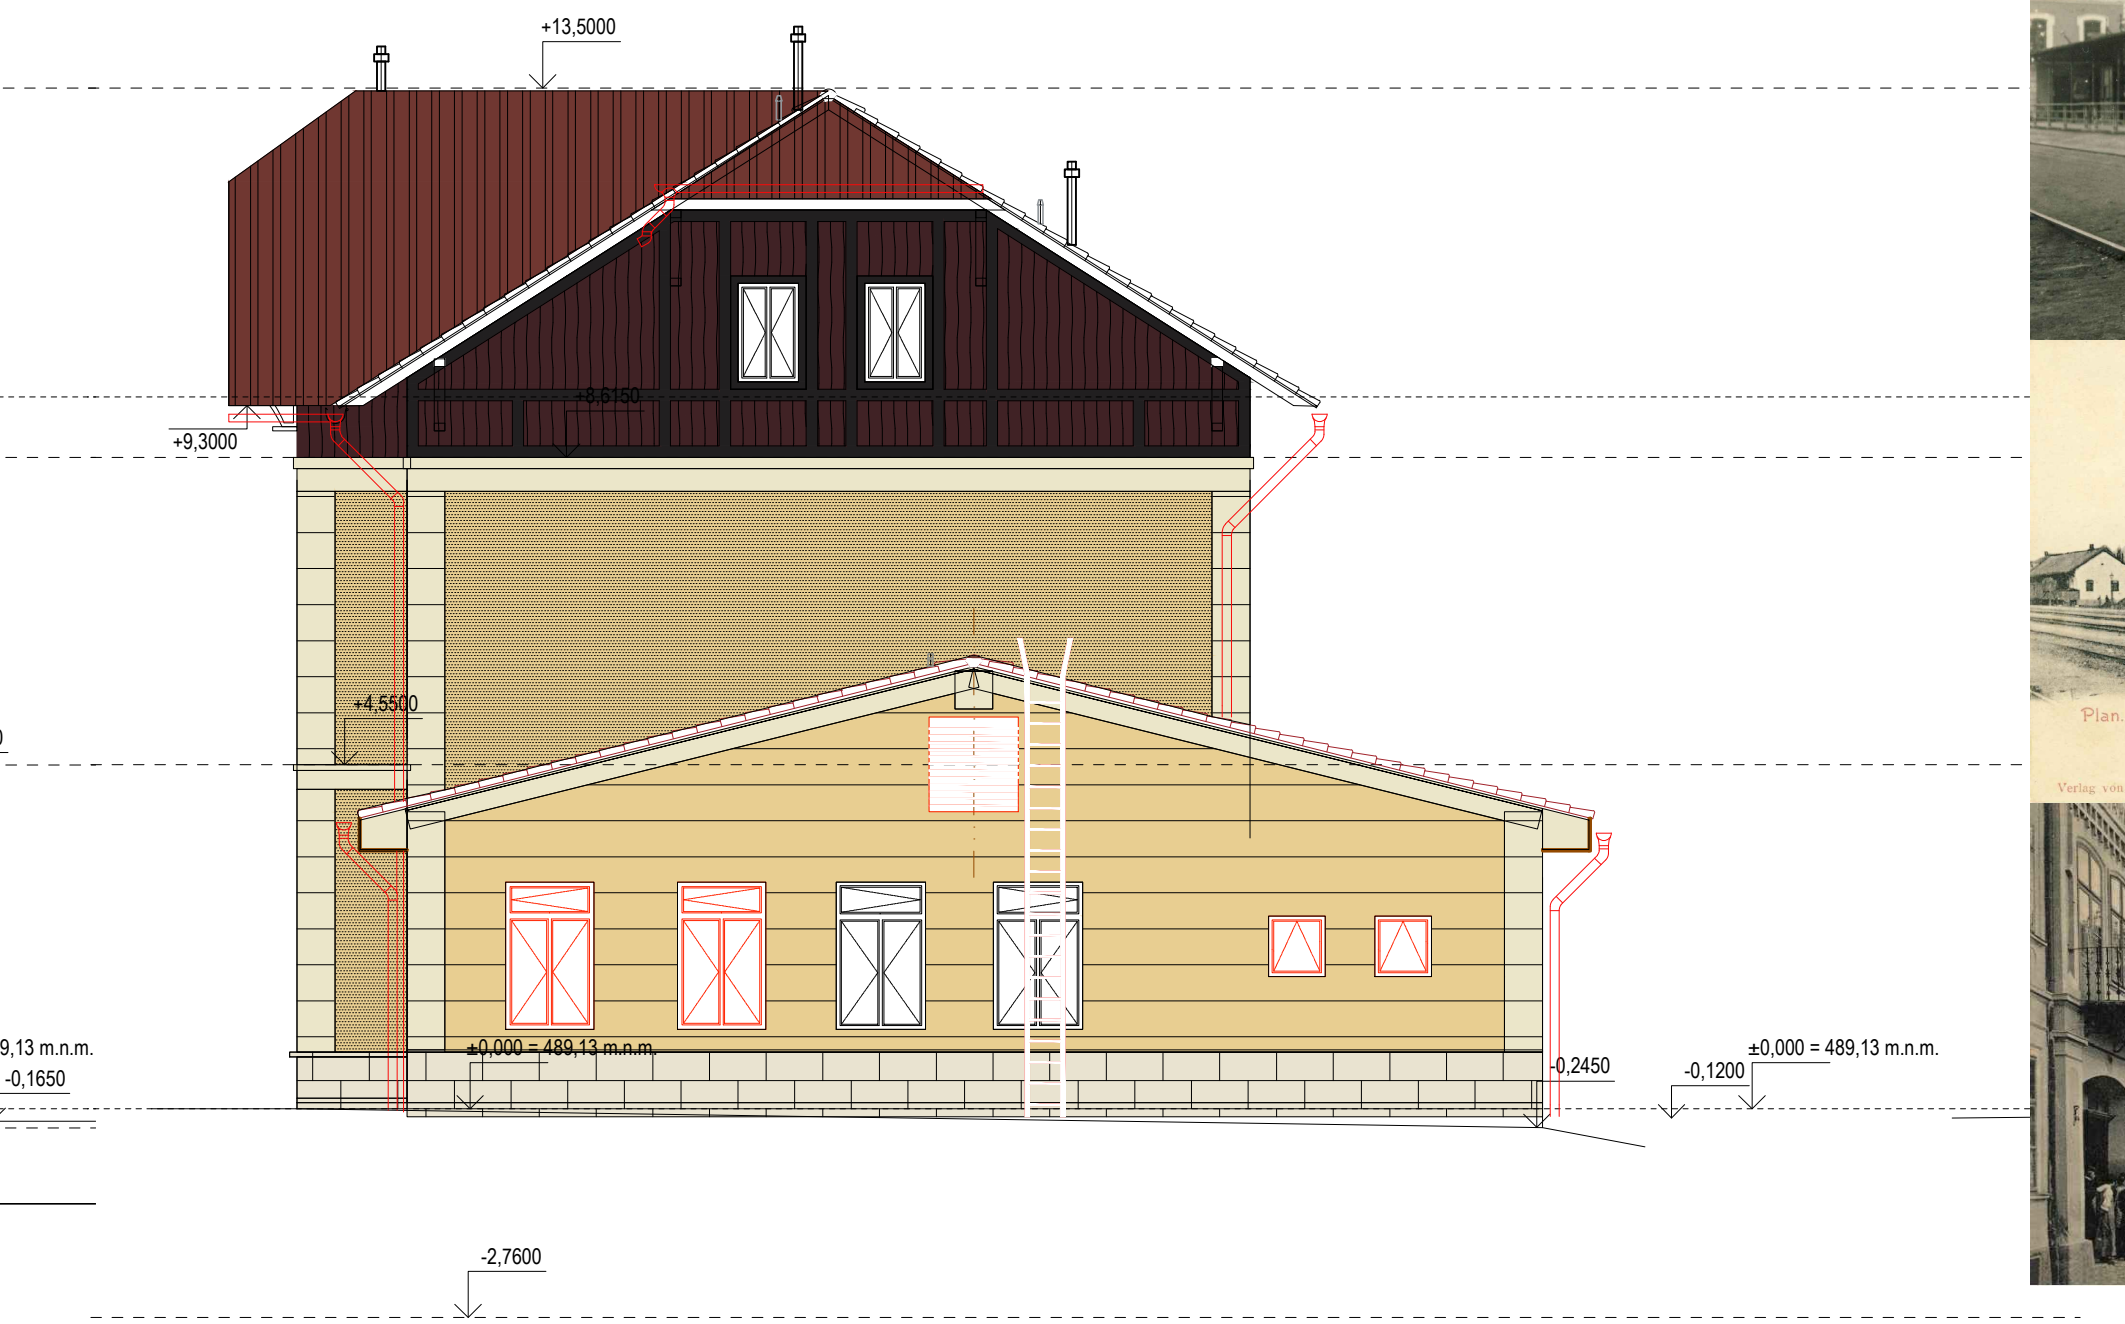 +13,5000
+8,6150
+9,3000
+4,5500
0
Plan.
Verlag von
9,13 m.n.m.
±0,000 = 489,13 m.n.m.
±0,000 = 489,13 m.n.m.
-0,1650
-0,2450
-0,1200
-2,7600